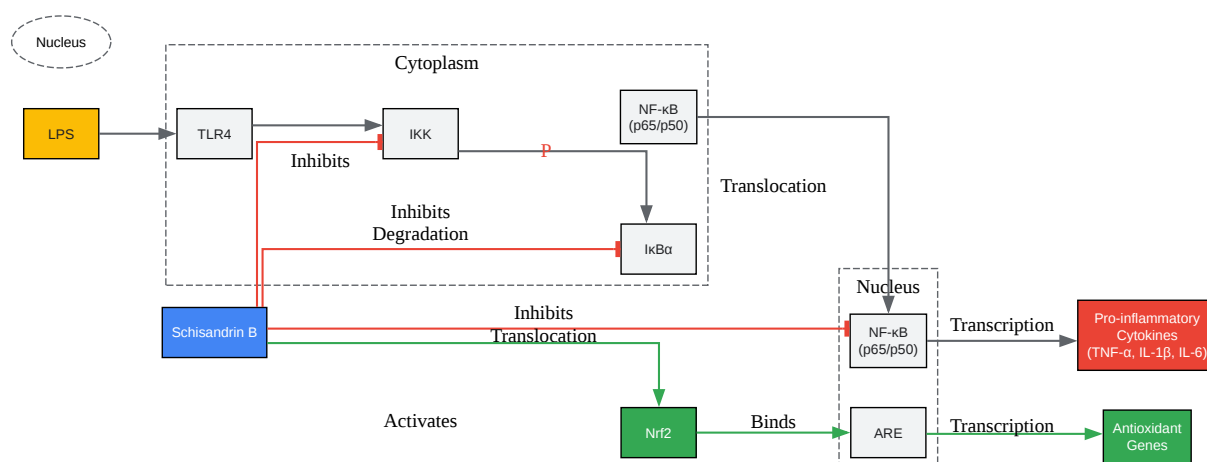 Nucleus
Cytoplasm
LPS
TLR4
IKK
NF-κB
(p65/p50)
P
Inhibits
Translocation
Inhibits
Degradation
IκBα
Nucleus
Schisandrin B
Inhibits
Translocation
NF-κB
(p65/p50)
Transcription
Pro-inflammatory
Cytokines
(TNF-α, IL-1β, IL-6)
Activates
Nrf2
Binds
ARE
Transcription
Antioxidant
Genes